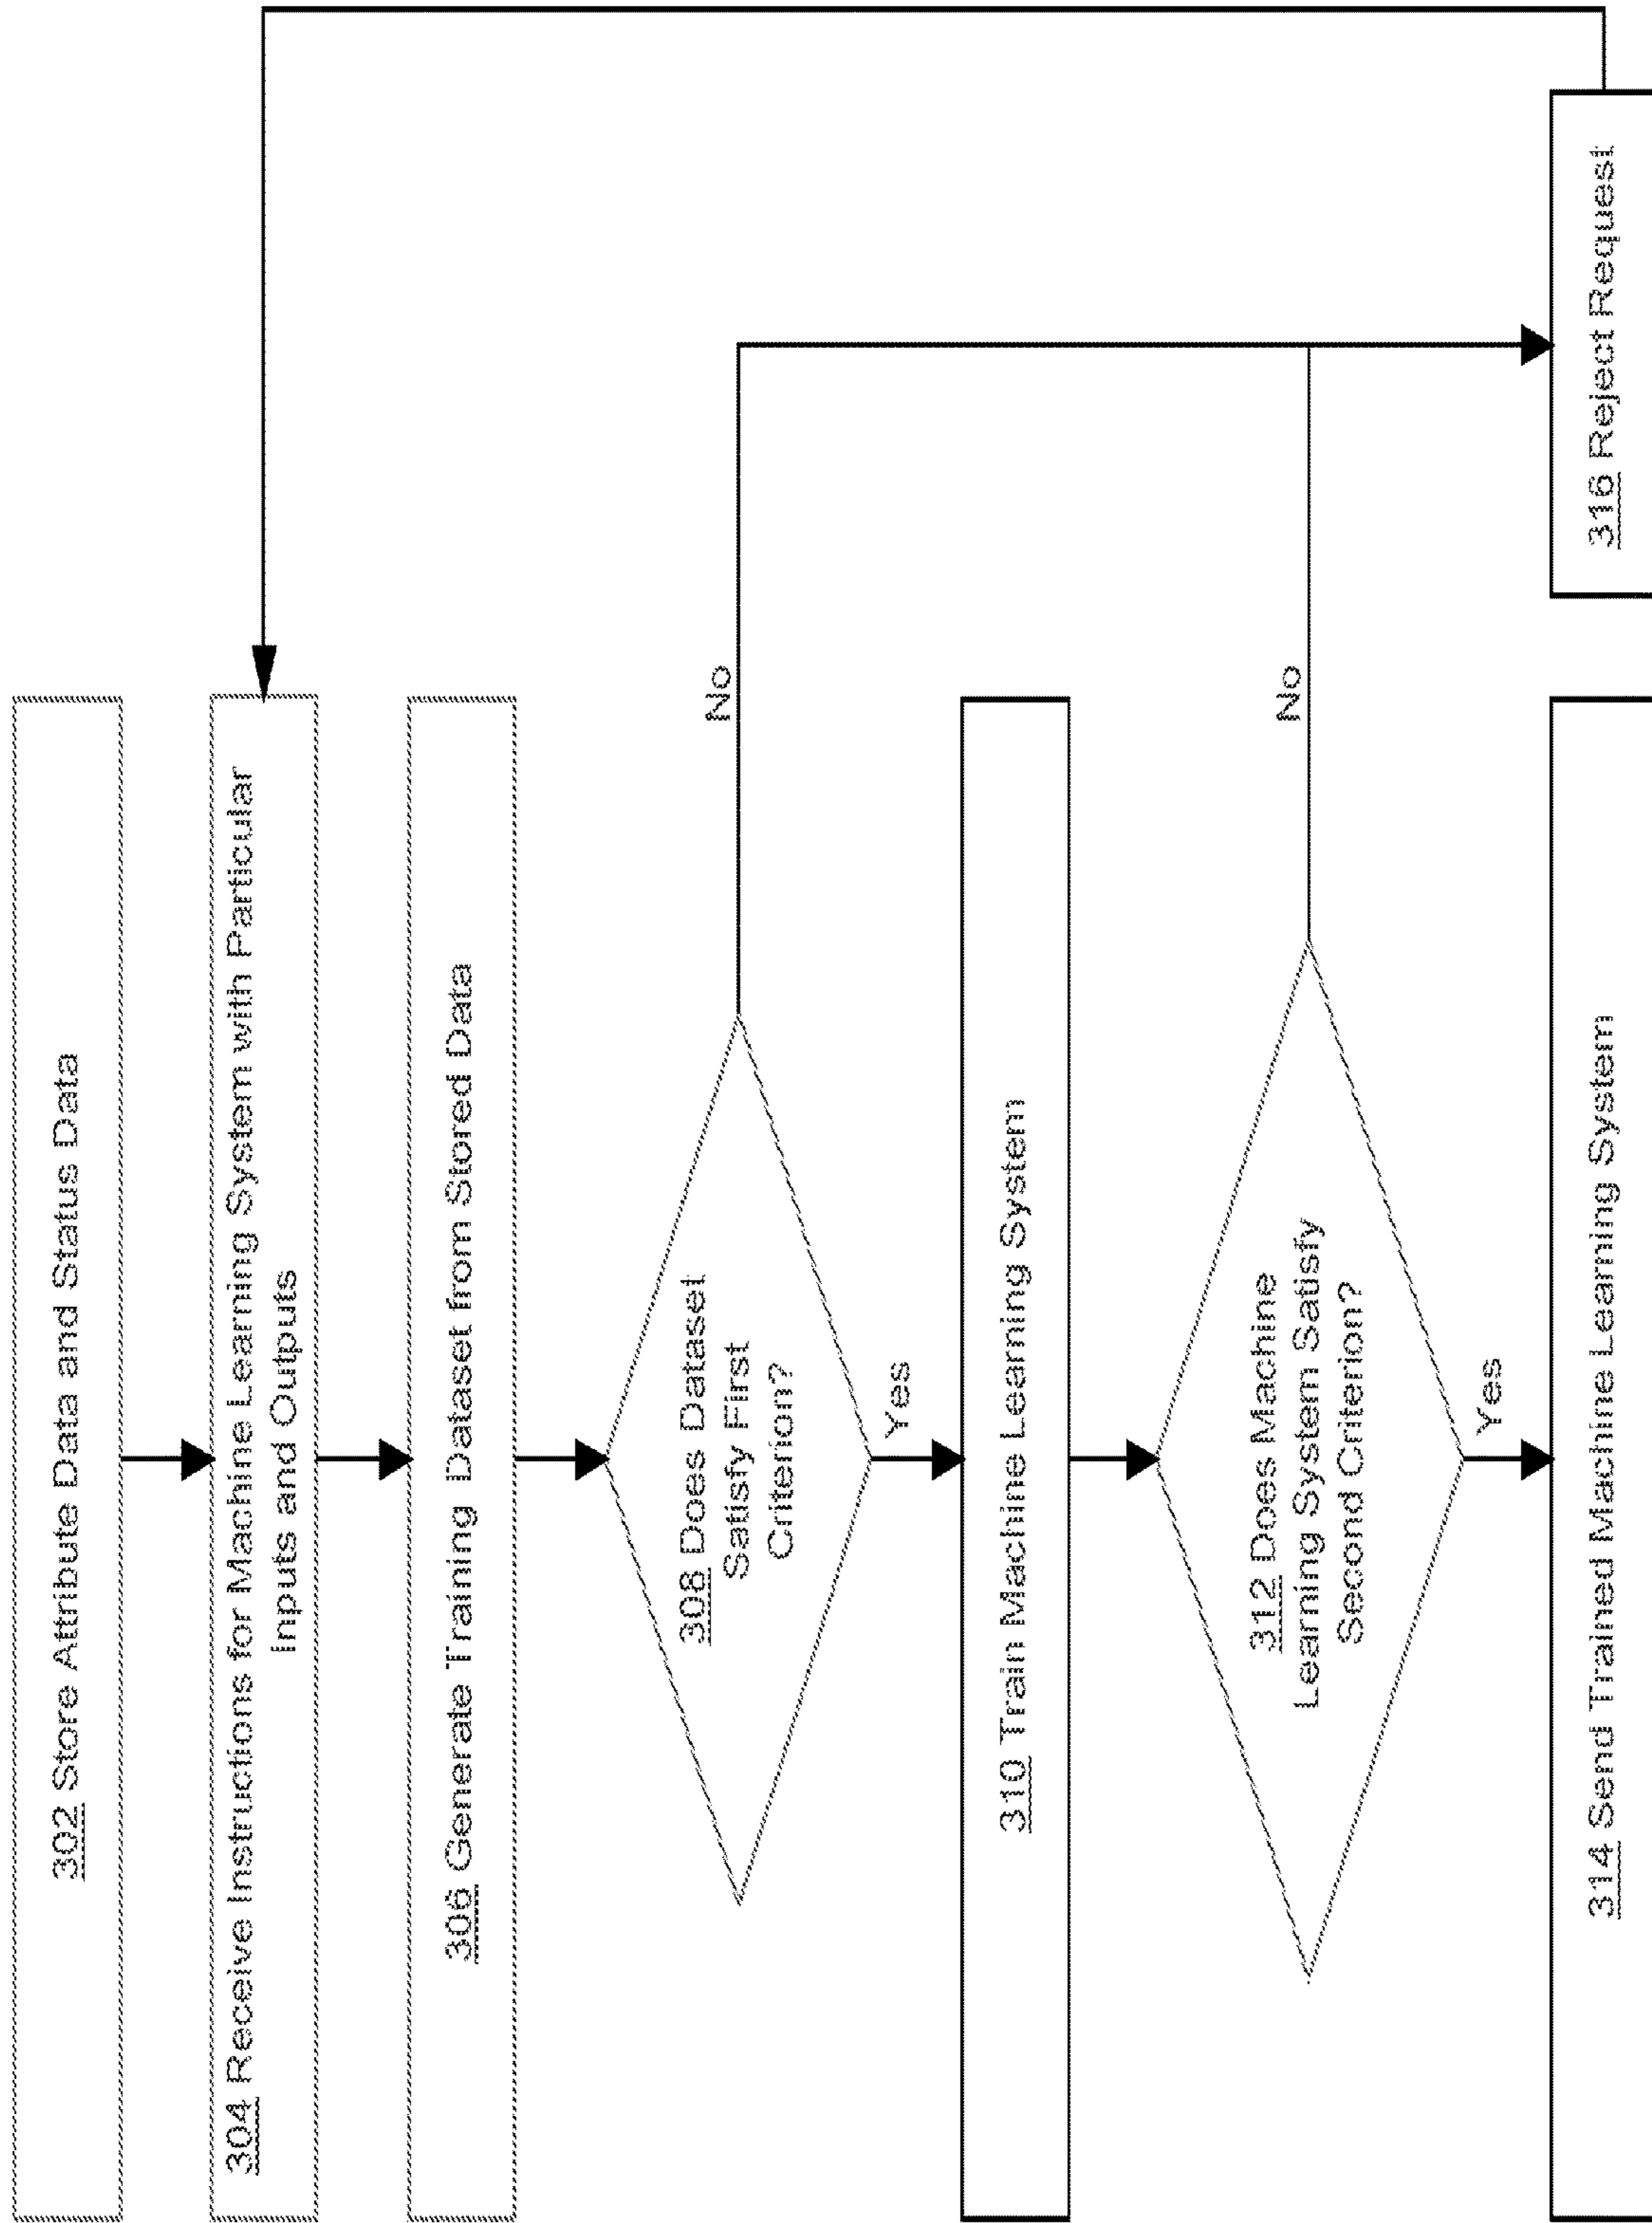 302 Store Attribute Data and Status Data
304 Receive Instructions for Machine Learning System with Particular
Inputs and Outputs
306 Generate Training Dataset from Stored Data
308 Does Dataset
Satisfy First
Criterion?
No
Yes
310 Train Machine Learning System
312 Does Machine
Learning System Satisfy
Second Criterion?
No
Yes
314 Send Trained Machine Learning System
316 Reject Request